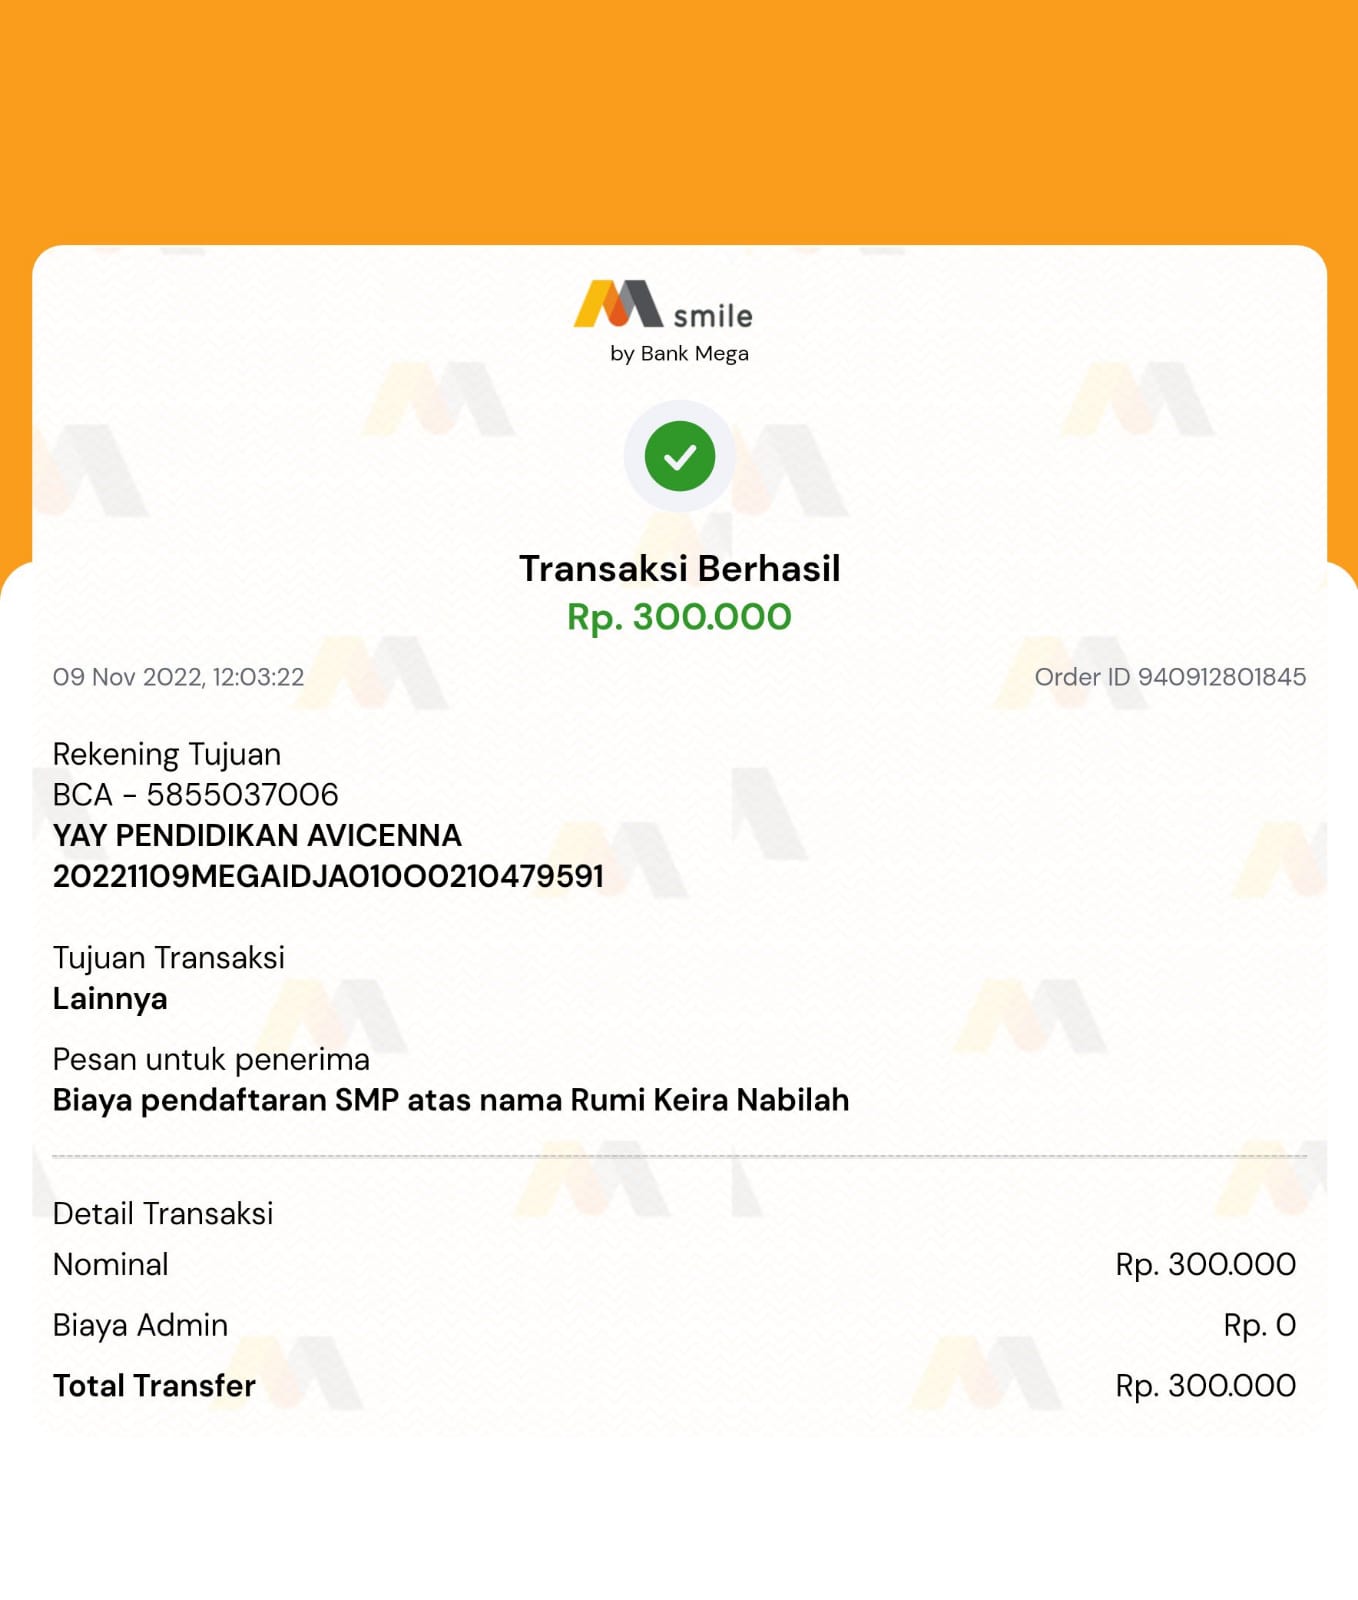 smile
by Bank Mega
Transaksi Berhasil
Rp. 300.000
09 Nov 2022, 12:03:22
Order ID 940912801845
Rekening Tujuan
BCA - 5855037006
YAY PENDIDIKAN AVICENNA
20221109MEGAIDJA010O0210479591
Tujuan Transaksi
Lainnya
Pesan untuk penerima
Biaya pendaftaran SMP atas nama Rumi Keira Nabilah
Detail Transaksi
Nominal Rp. 300.000
Biaya Admin Rp. 0
Total Transfer Rp. 300.000